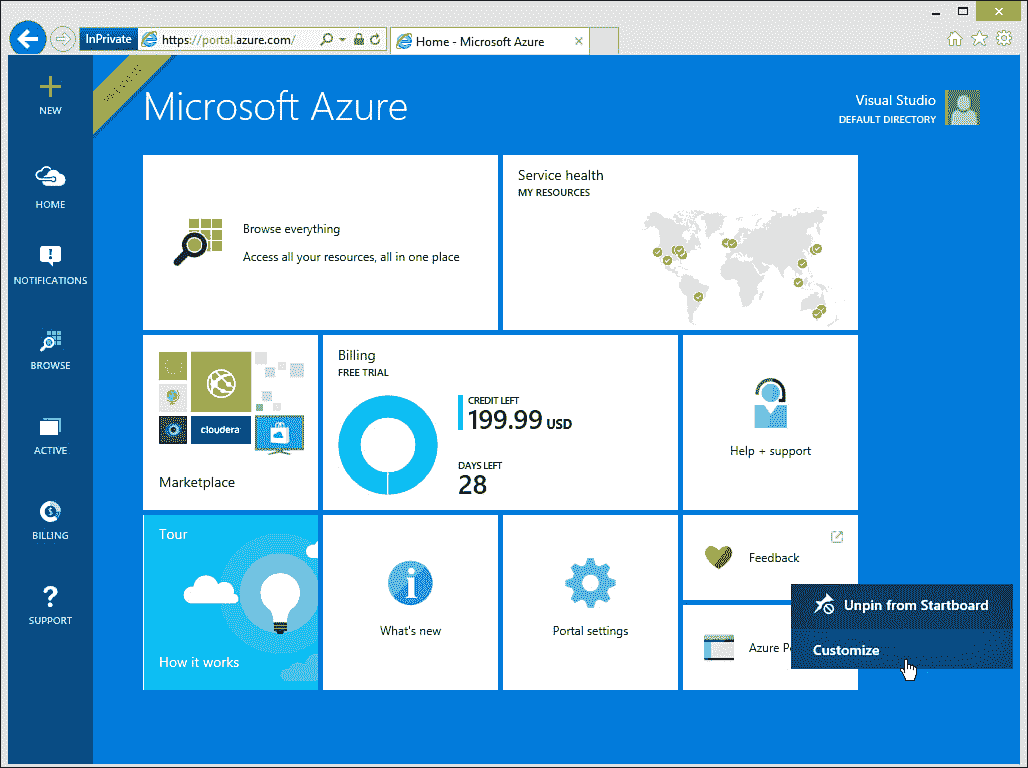 InPrivate
https://portal.azure.com/
Home - Microsoft Azure
NEW
HOME
NOTIFICATIONS
BROWSE
ACTIVE
BILLING
SUPPORT
Microsoft Azure
Visual Studio
DEFAULT DIRECTORY
Browse everything
Access all your resources, all in one place
Service health
MY RESOURCES
cloudera
Marketplace
Billing
FREE TRIAL
CREDIT LEFT
199.99 USD
DAYS LEFT
28
Help + support
Tour
How it works
What's new
Portal settings
Feedback
Azure P
Unpin from Startboard
Customize